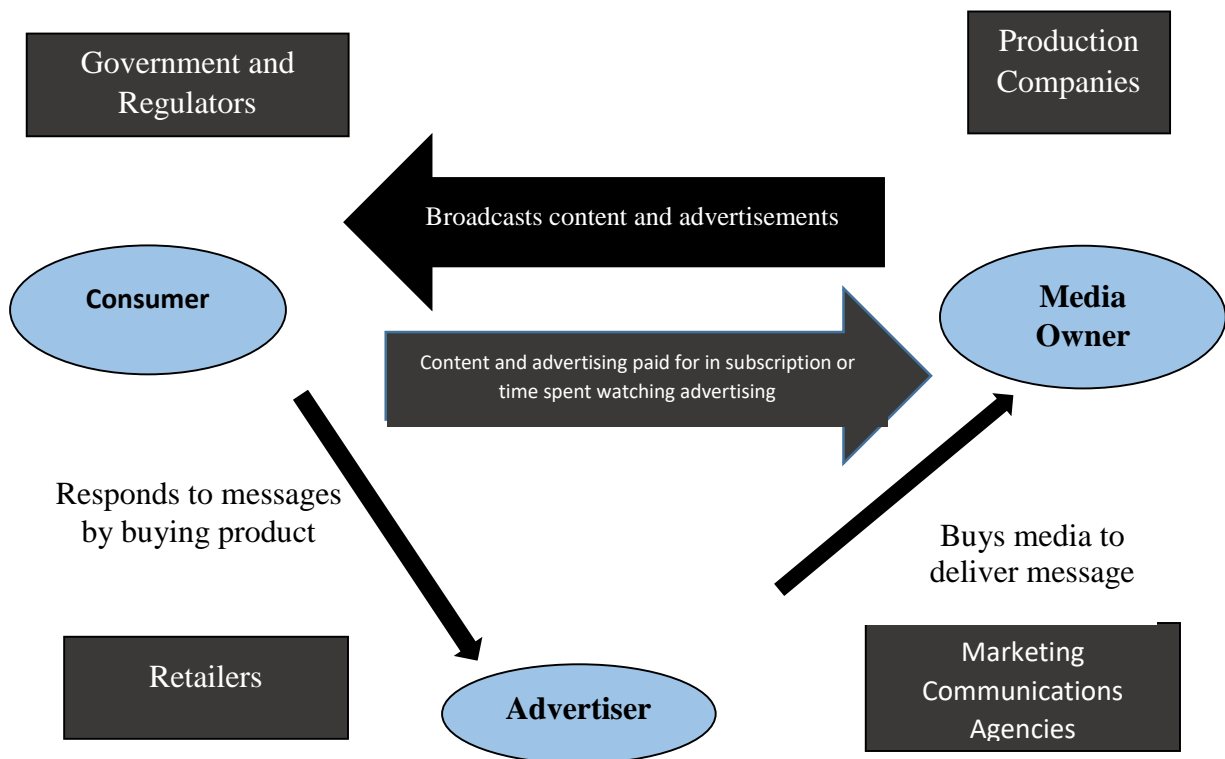 Government and
Regulators
Production
Companies
Broadcasts content and advertisements
Consumer
Media
Owner
Content and advertising paid for in subscription or
time spent watching advertising
Responds to messages
by buying product
Buys media to
deliver message
Retailers
Advertiser
Marketing
Communications
Agencies